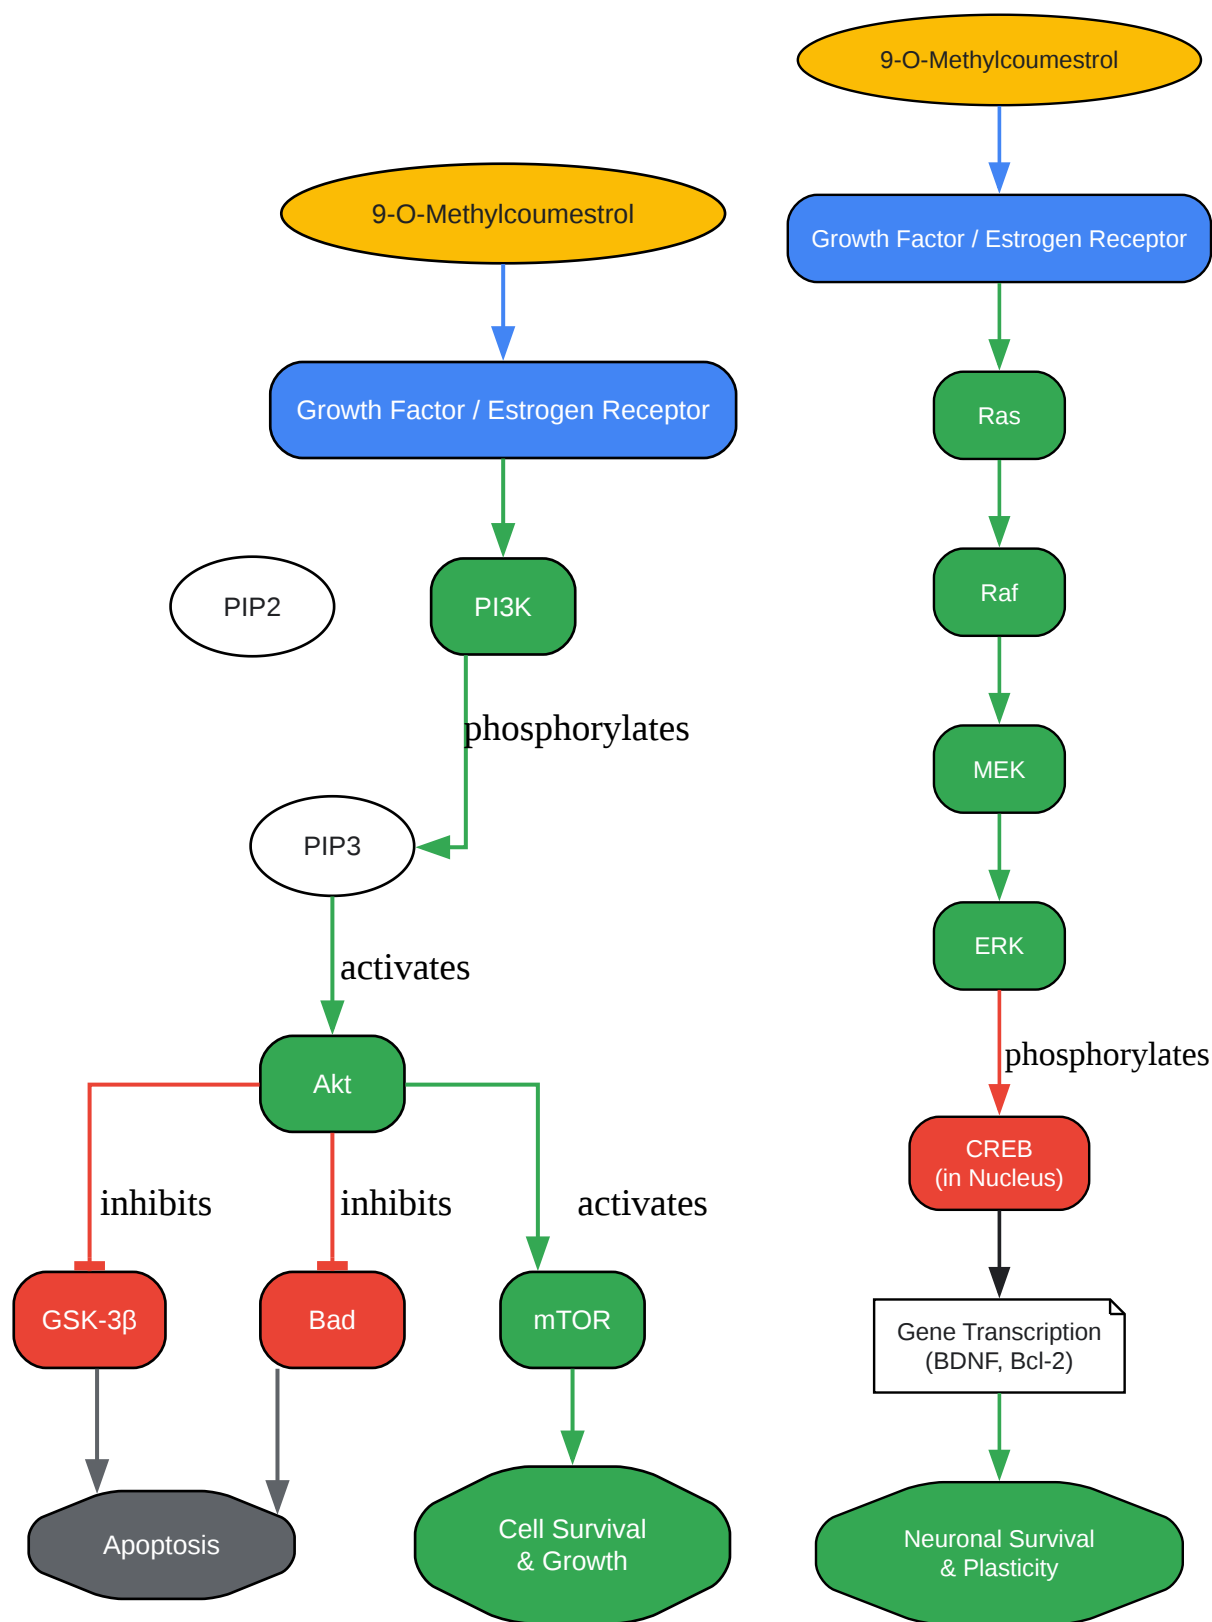 9-O-Methylcoumestrol
Growth Factor / Estrogen Receptor
PIP2
PI3K
phosphorylates
PIP3
activates
Akt
inhibits
inhibits
activates
GSK-3β
Bad
mTOR
Apoptosis
Cell Survival
& Growth
9-O-Methylcoumestrol
Growth Factor / Estrogen Receptor
Ras
Raf
MEK
ERK
phosphorylates
CREB
(in Nucleus)
Gene Transcription
(BDNF, Bcl-2)
Neuronal Survival
& Plasticity